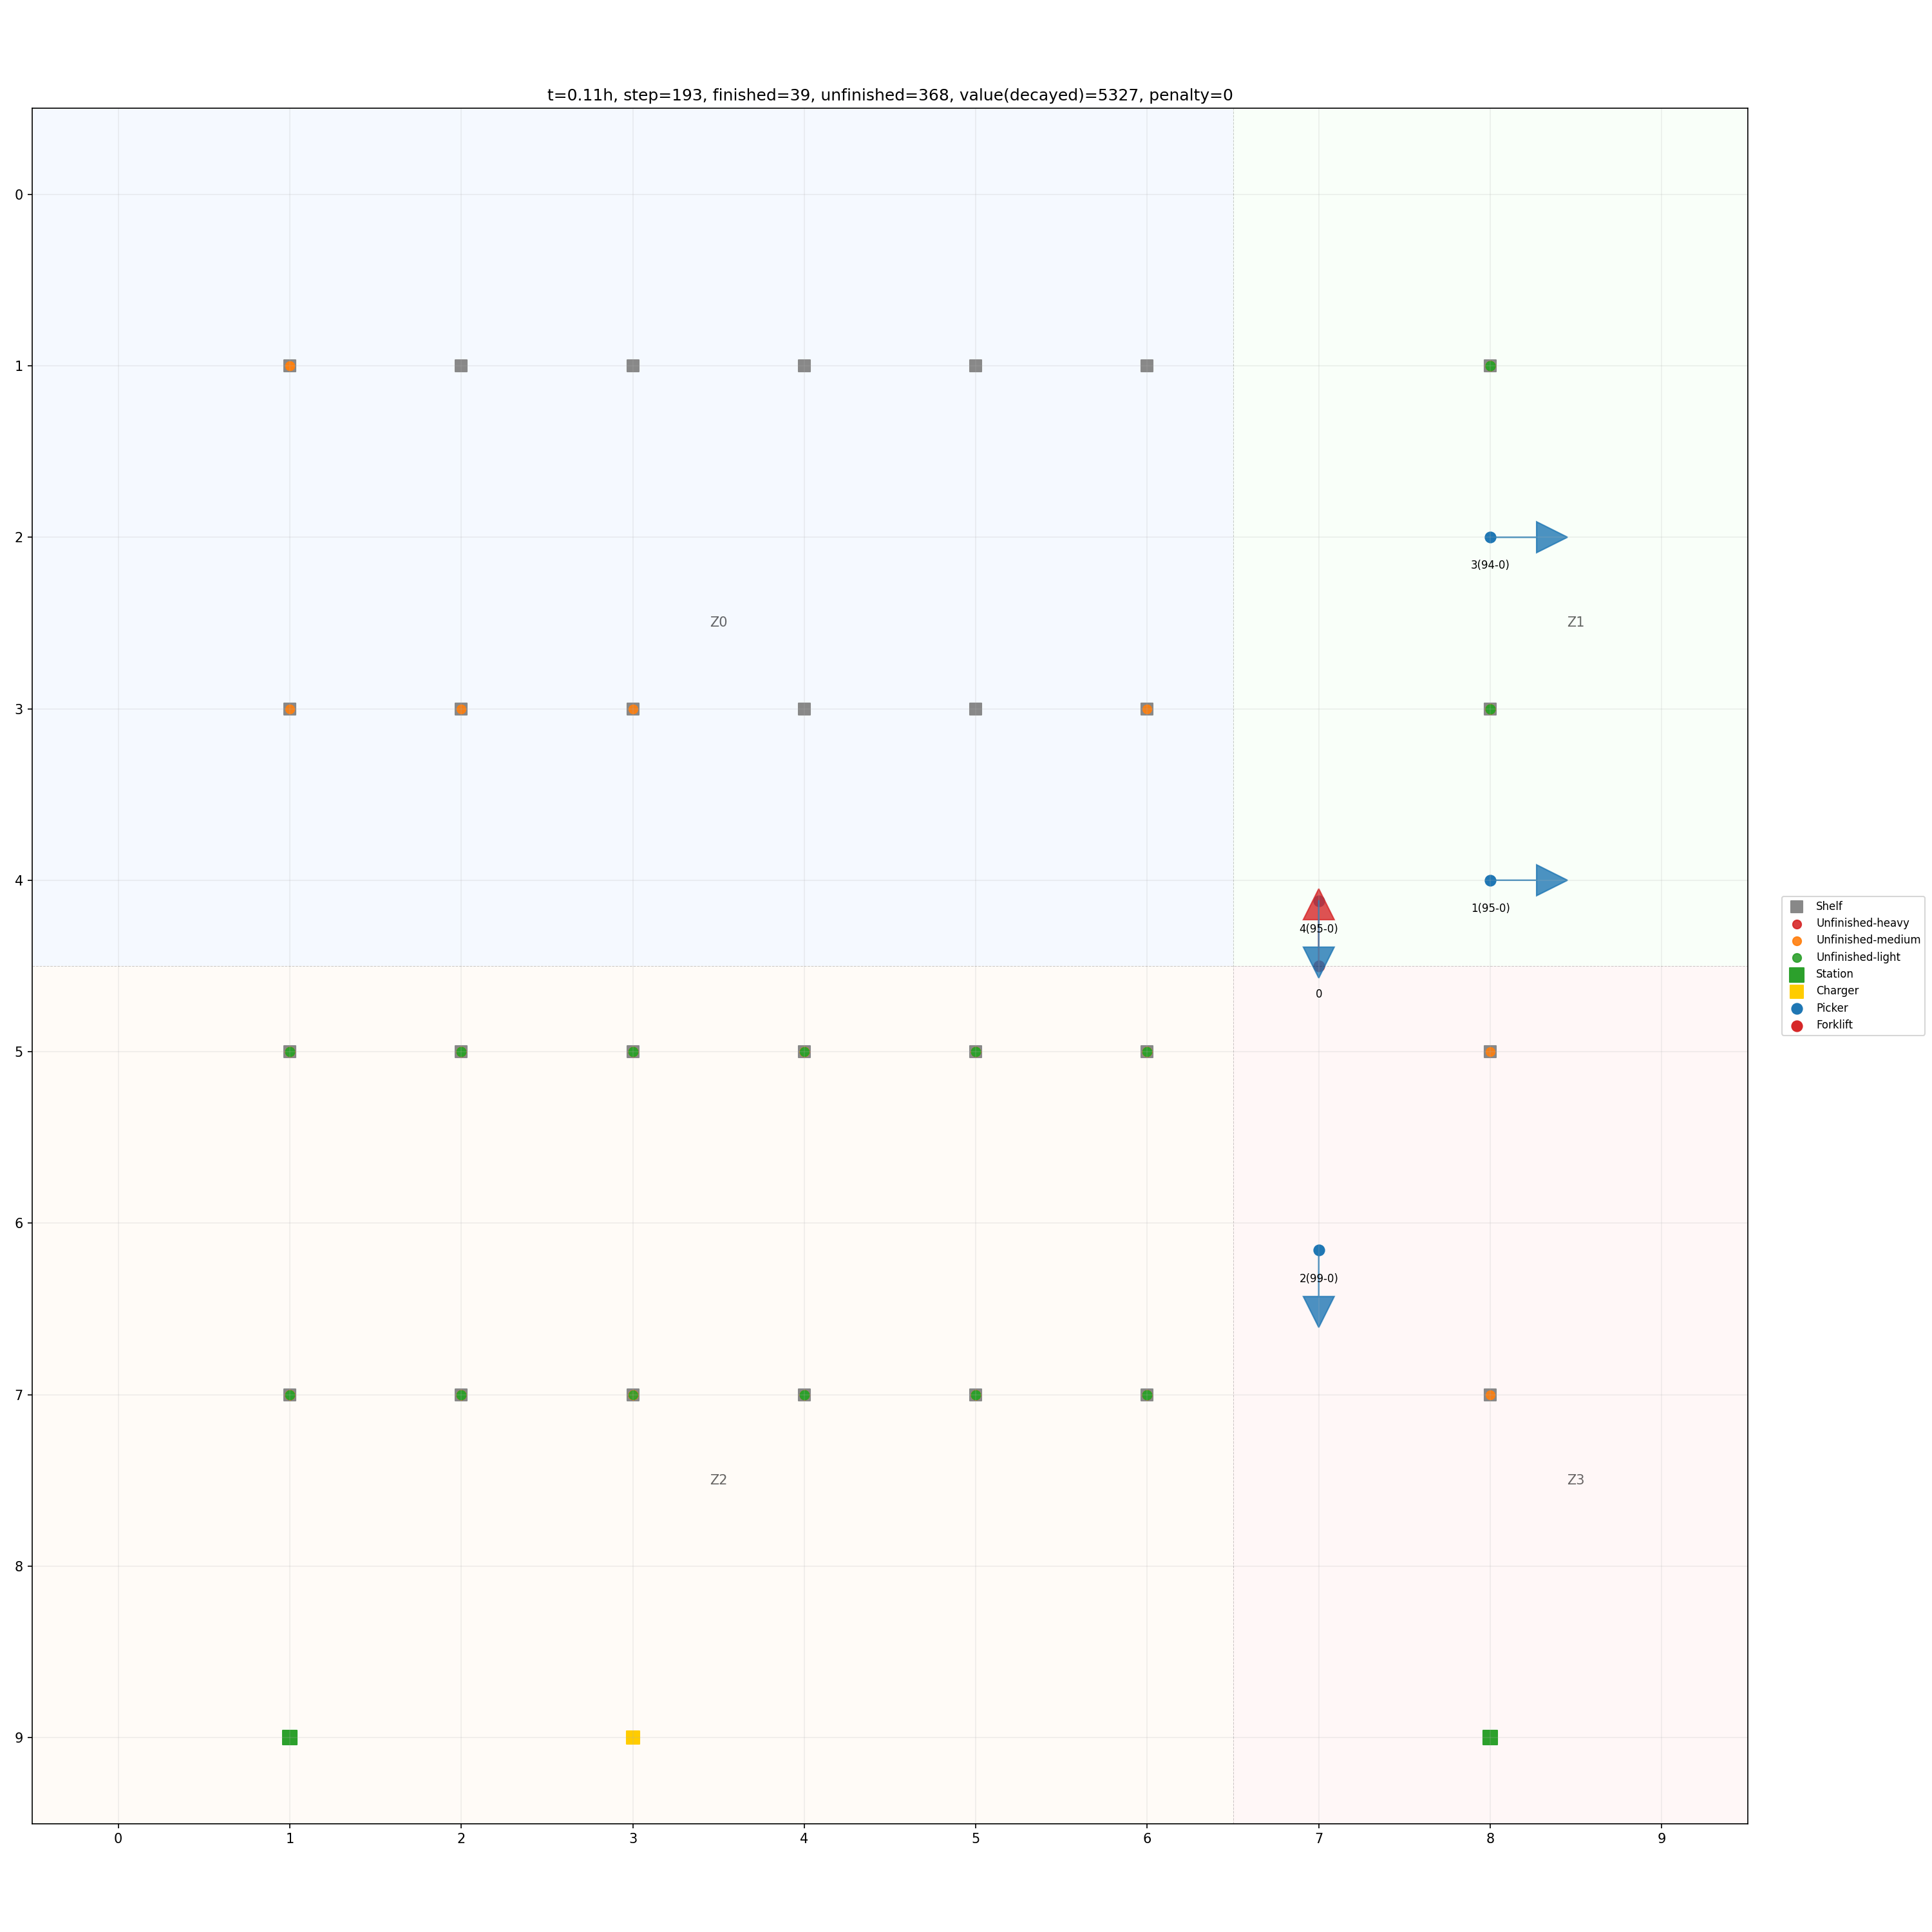 t=0.11h, step=193, finished=39, unfinished=368, value(decayed)=5327, penalty=0
0
1
2
3(94-0)
Z0
Z1
3
4
1(95-0)
4(95-0)
0
5
6
2(99-0)
7
Z2
Z3
8
9
0 1 2 3 4 5 6 7 8 9
Shelf
Unfinished-heavy
Unfinished-medium
Unfinished-light
Station
Charger
Picker
Forklift